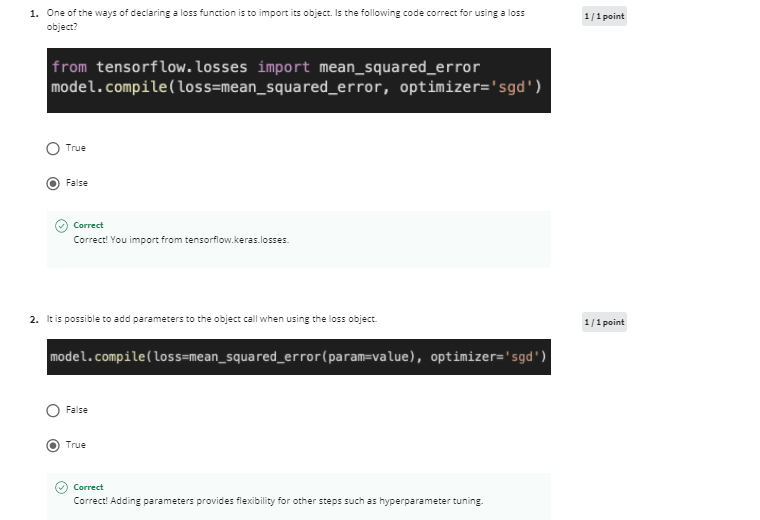 1. One of the ways of declaring a loss function is to import its object. Is the following code correct for using a loss
object?
1 / 1 point
from tensorflow.losses import mean_squared_error
model.compile(loss=mean_squared_error, optimizer='sgd')
True
False
Correct
Correct! You import from tensorflow.keras.losses.
2. It is possible to add parameters to the object call when using the loss object.
1 / 1 point
model.compile(loss=mean_squared_error(param=value), optimizer='sgd')
False
True
Correct
Correct! Adding parameters provides flexibility for other steps such as hyperparameter tuning.